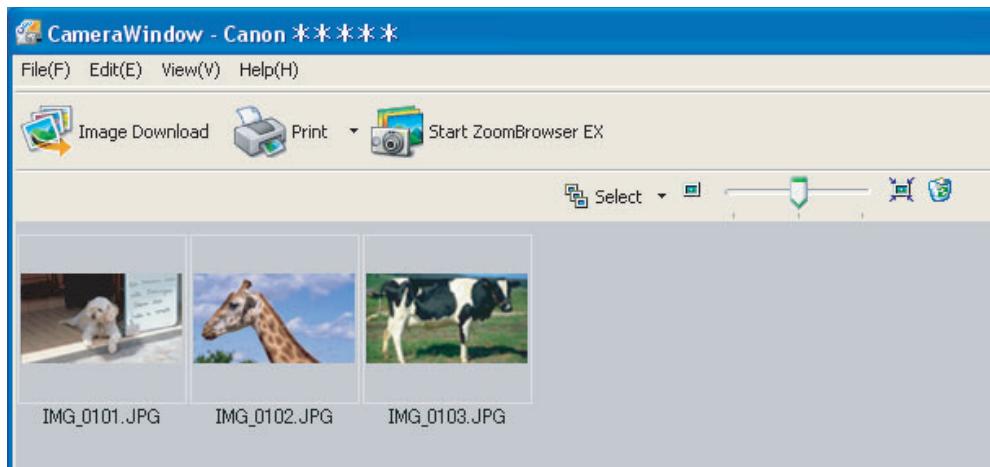 CameraWindow - Canon *****
File(F) Edit(E) View(V) Help(H)
Image Download Print Start ZoomBrowser EX
Select
IMG_0101.JPG IMG_0102.JPG IMG_0103.JPG